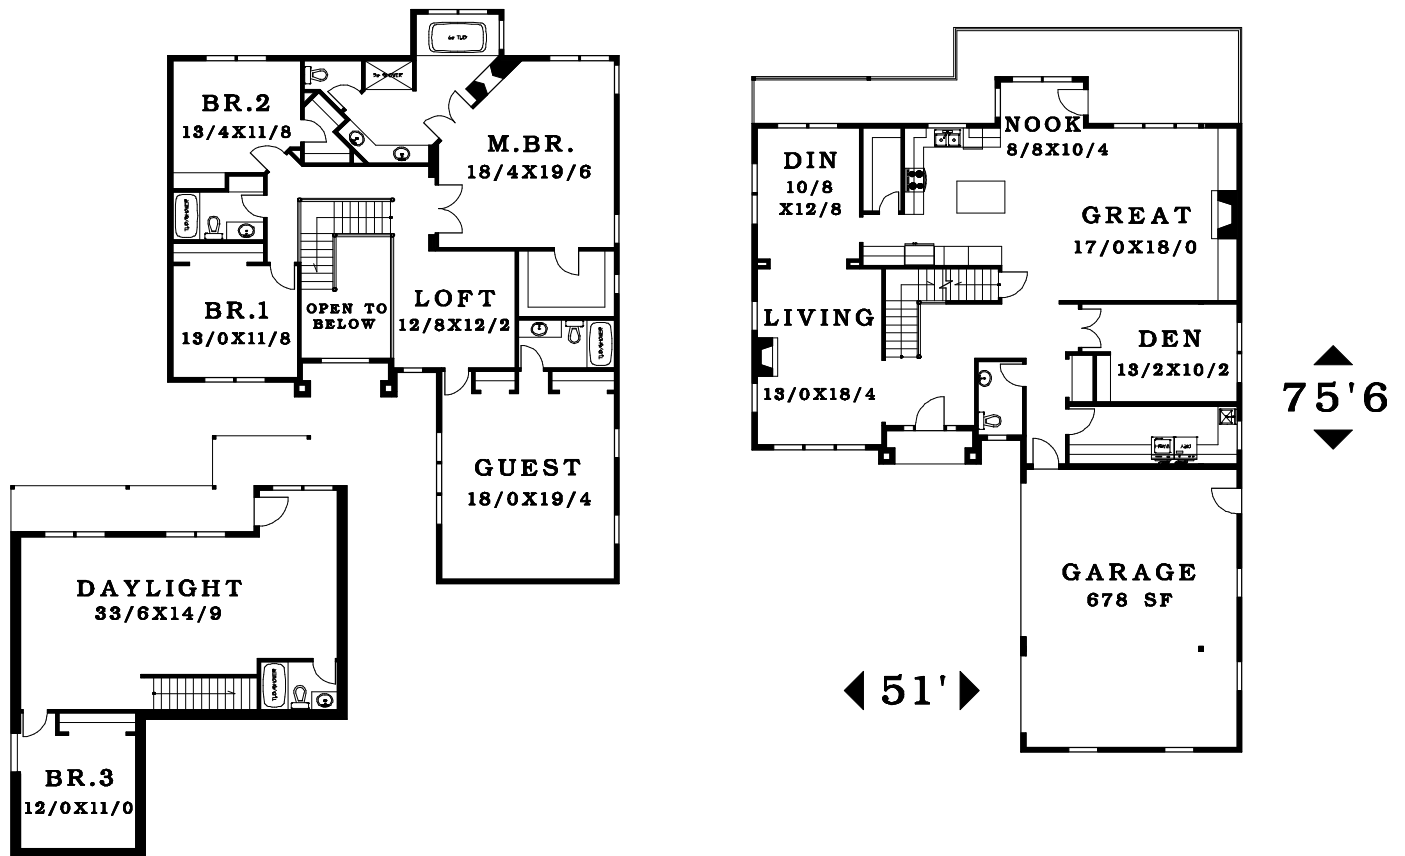 BR.2
13/4X11/8
M.BR.
18/4X19/6
BR.1
13/0X11/8
OPEN TO
BELOW
LOFT
12/8X12/2
GUEST
18/0X19/4
DAYLIGHT
33/6X14/9
BR.3
12/0X11/0
NOOK
8/8X10/4
DIN
10/8
X12/8
GREAT
17/0X18/0
LIVING
13/0X18/4
DEN
13/2X10/2
GARAGE
678 SF
75'6
51'